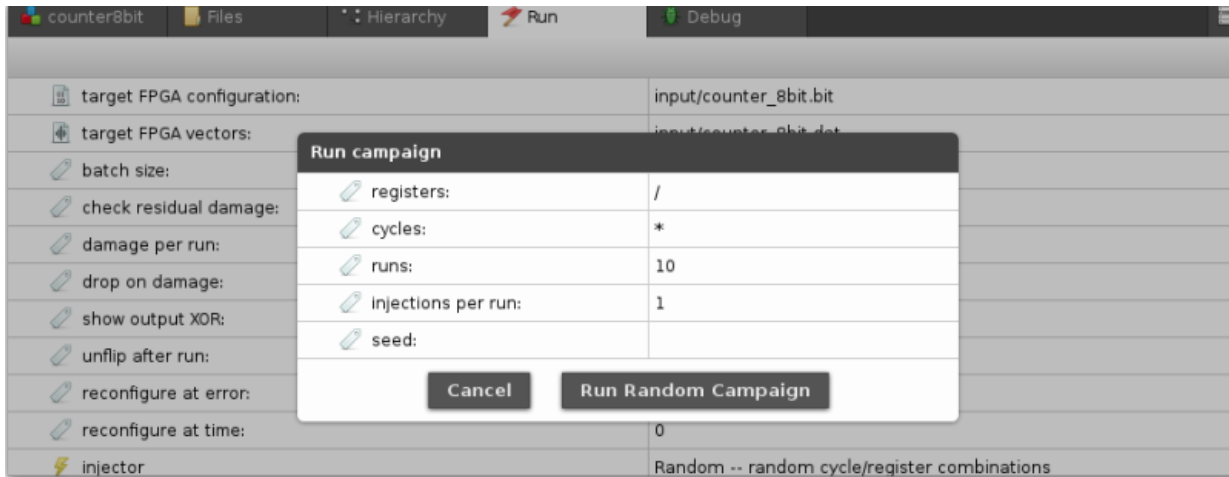 counter8bit Files Hierarchy Run Debug
target FPGA configuration: input/counter_8bit.bit
target FPGA vectors: input/counter_8bit.dat
Run campaign
batch size:
registers: /
check residual damage:
cycles: *
damage per run:
runs: 10
drop on damage:
injections per run: 1
show output XOR:
seed:
unflip after run:
reconfigure at error:
Cancel Run Random Campaign
reconfigure at time: 0
injector Random -- random cycle/register combinations